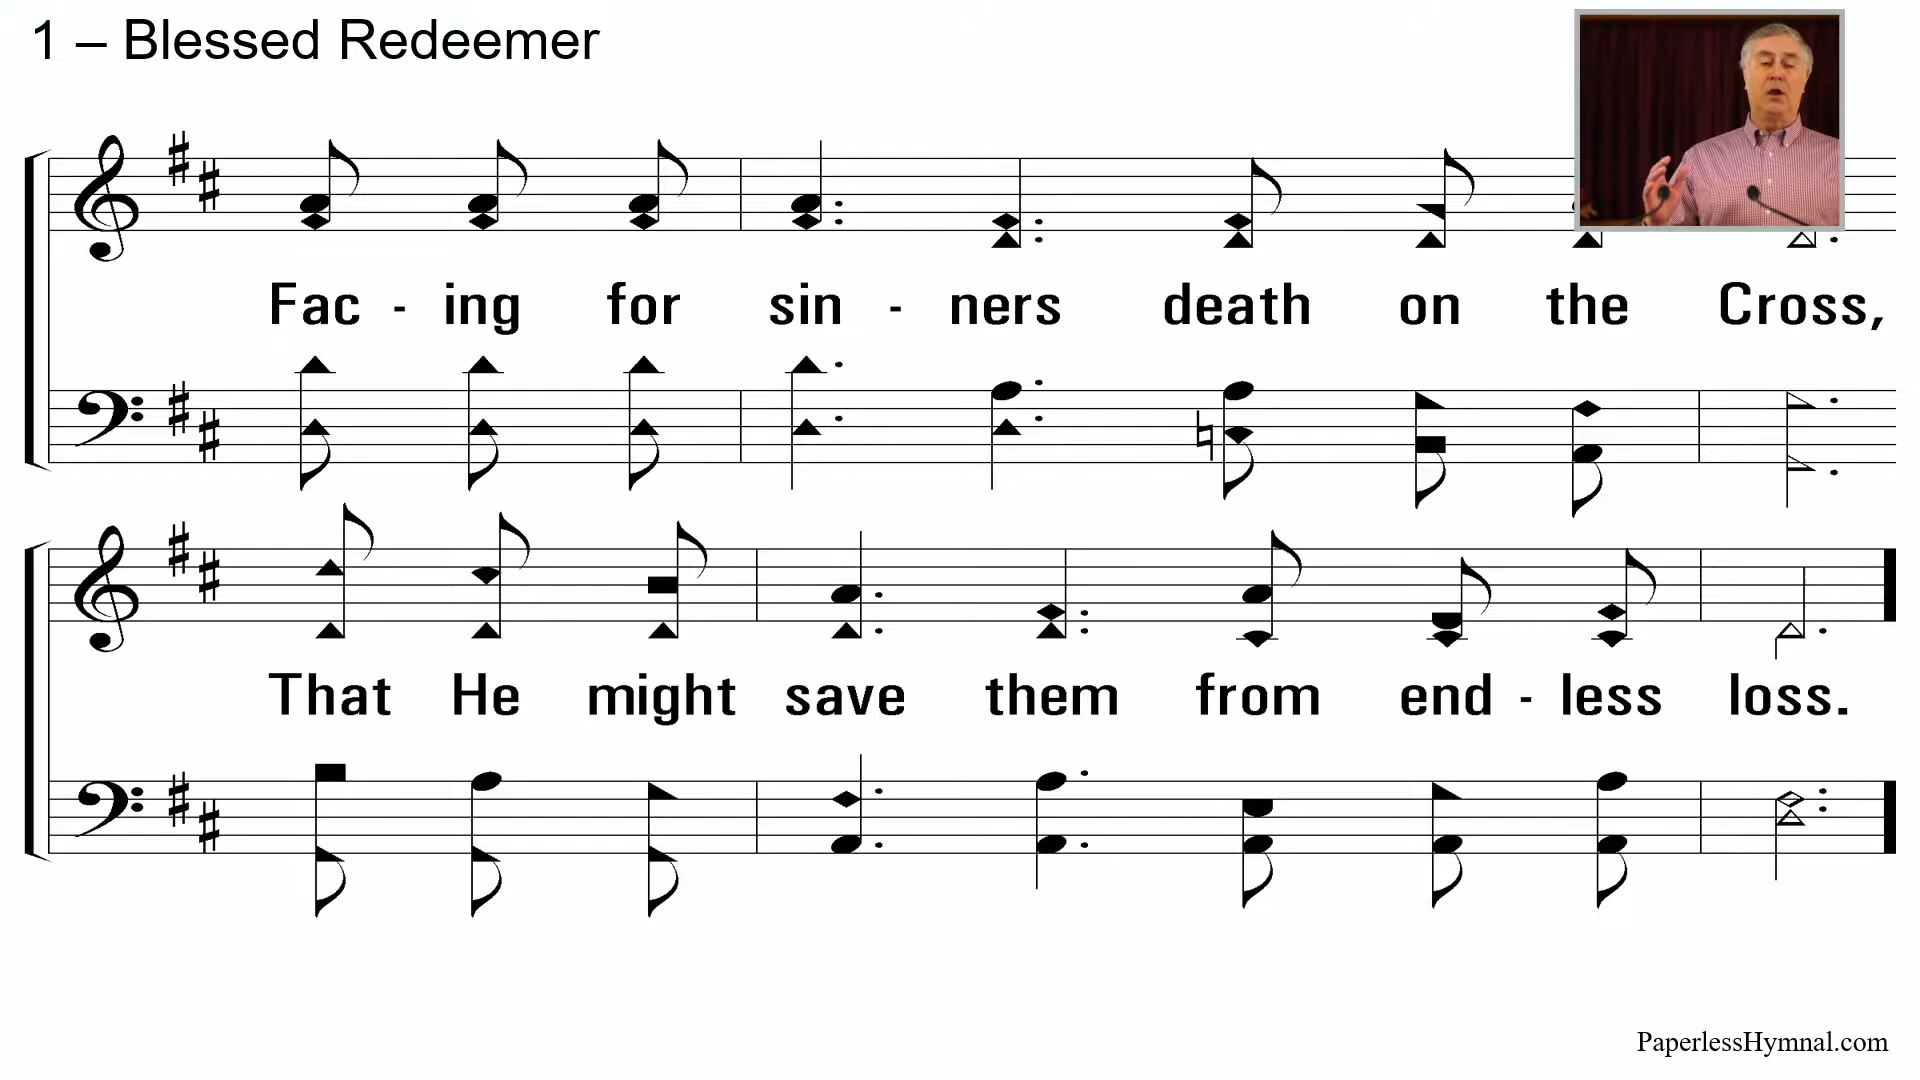 1 – Blessed Redeemer
Fac - ing for sin - ners death on the Cross,
That He might save them from end - less loss.
PaperlessHymnal.com